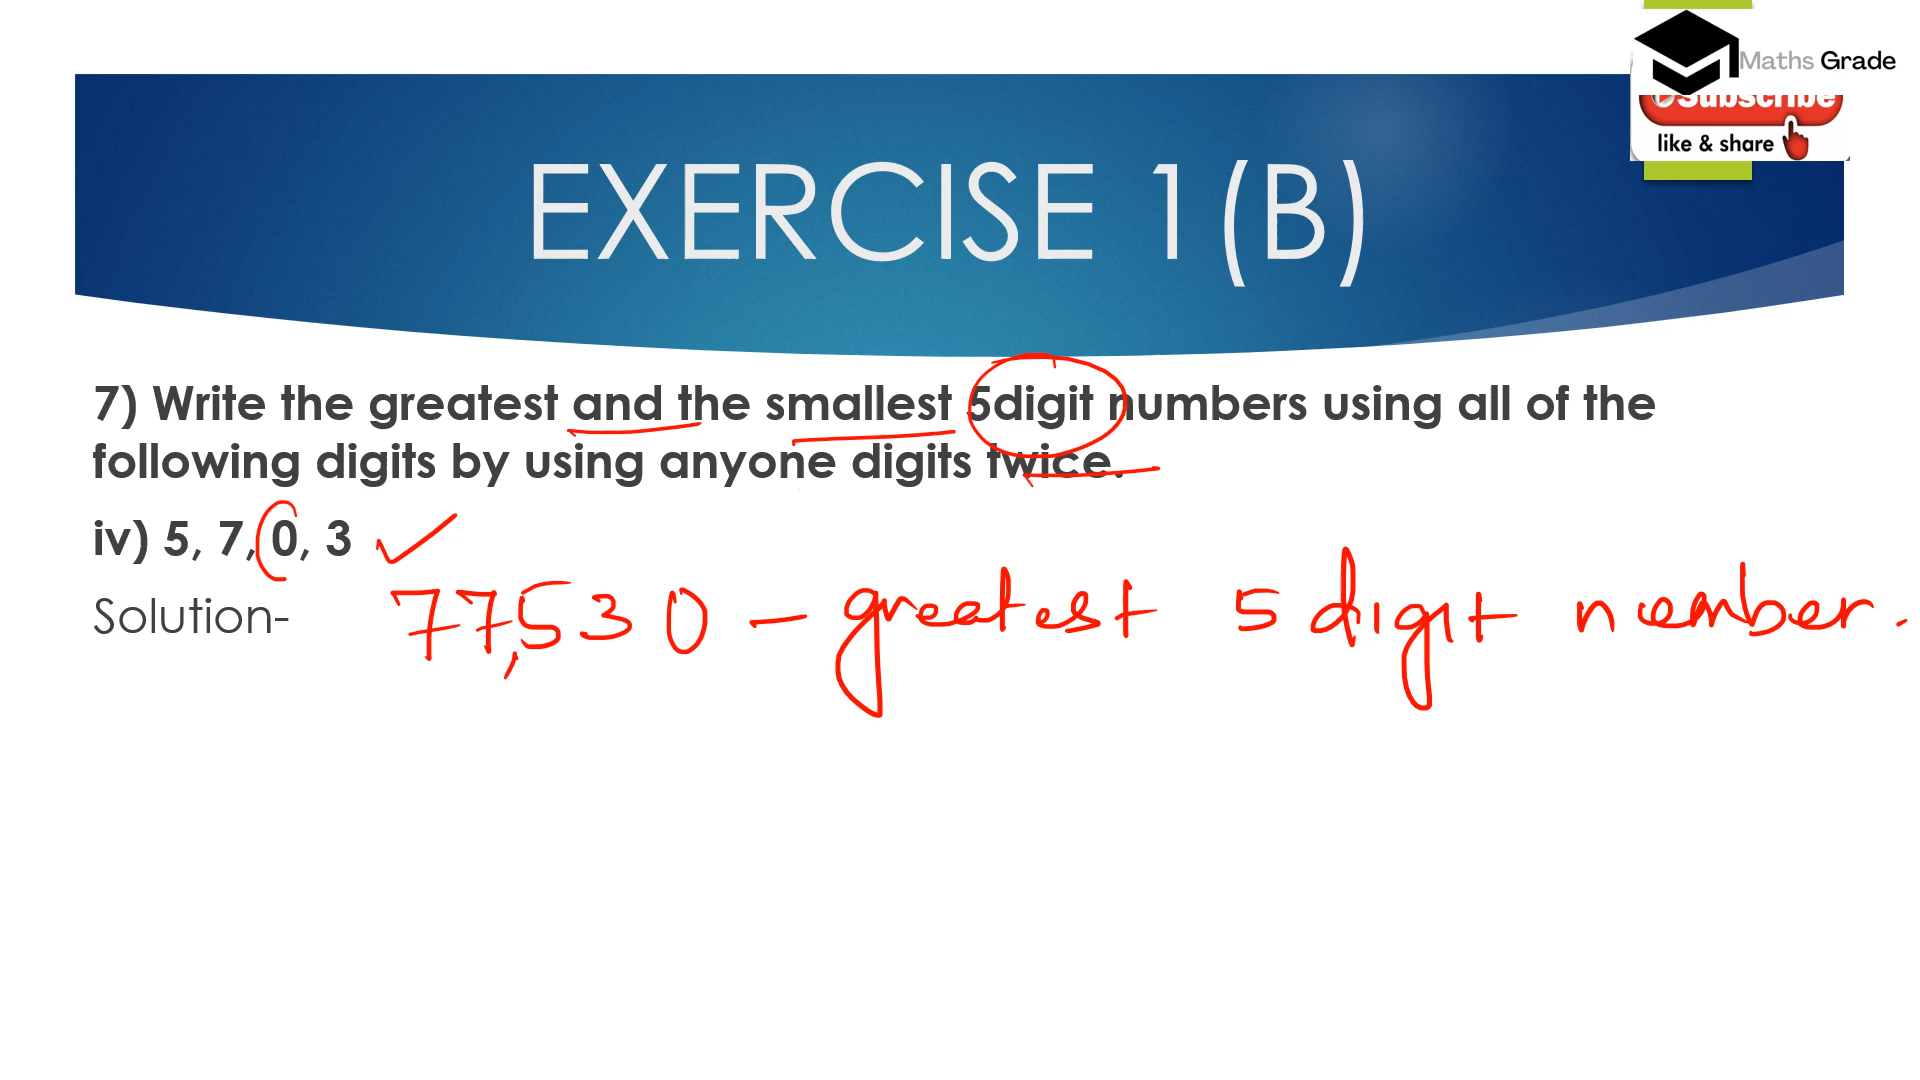 Maths Grade
Subscribe
like & share
EXERCISE 1(B)
7) Write the greatest and the smallest 5digit numbers using all of the
following digits by using anyone digits twice.
iv) 5, 7, 0, 3
Solution- 77,530 - greatest 5 digit number.